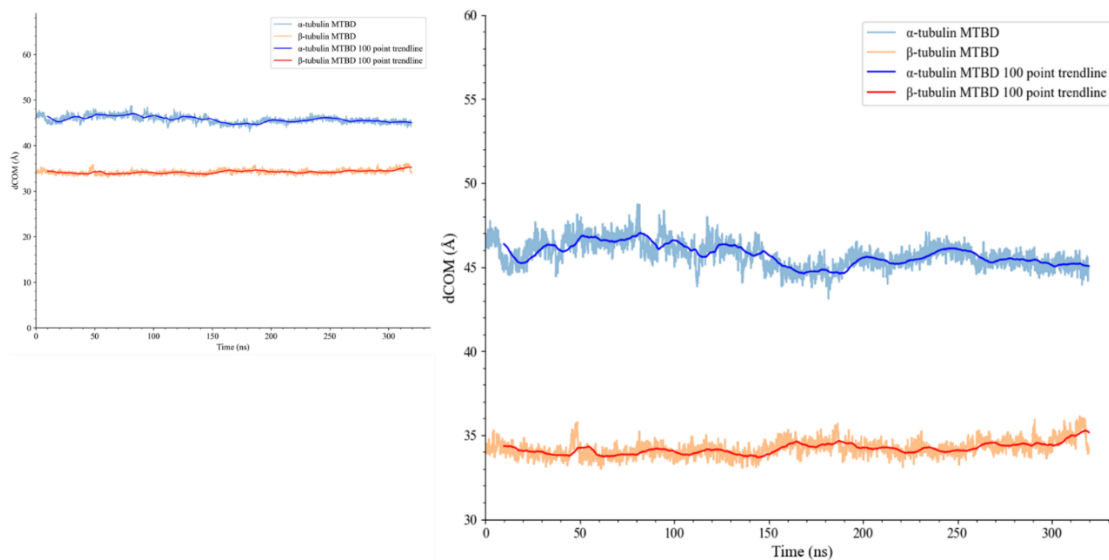 α-tubulin MTBD
β-tubulin MTBD
α-tubulin MTBD 100 point trendline
β-tubulin MTBD 100 point trendline
60
50
40
30
20
10
0
dCOM (Å)
0 50 100 150 200 250 300
Time (ns)
α-tubulin MTBD
β-tubulin MTBD
α-tubulin MTBD 100 point trendline
β-tubulin MTBD 100 point trendline
60
55
50
45
40
35
30
dCOM (Å)
0 50 100 150 200 250 300
Time (ns)